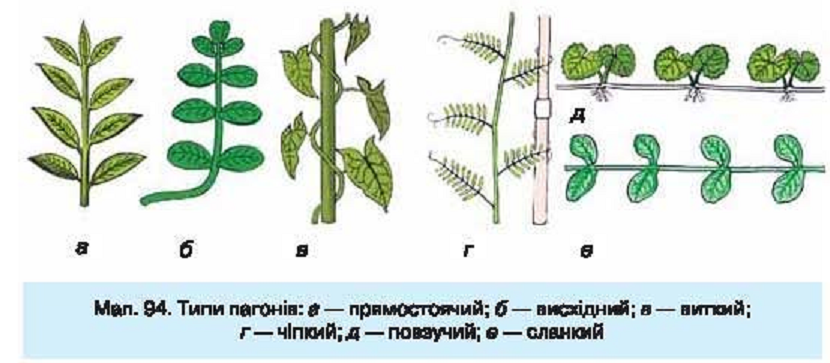 а
б
в
г
д
е
Мал. 94. Типи пагонів: а — прямостоячий; б — висхідний; в — виткий;
г — чіпкий; д — повзучий; е — сланкий